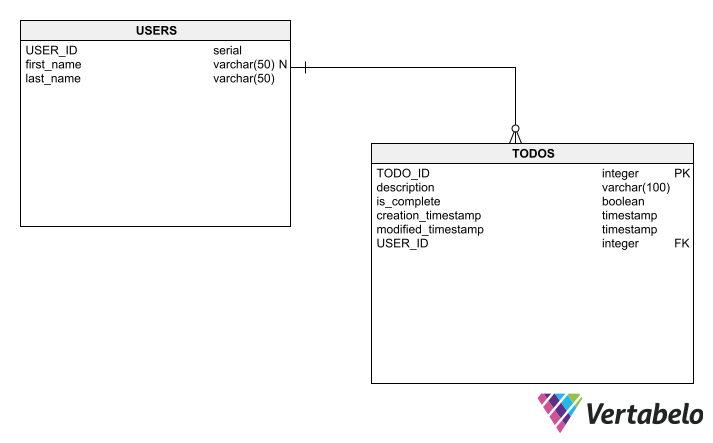 USERS
USER_ID serial
first_name varchar(50) N
last_name varchar(50)
TODOS
TODO_ID integer PK
description varchar(100)
is_complete boolean
creation_timestamp timestamp
modified_timestamp timestamp
USER_ID integer FK
Vertabelo